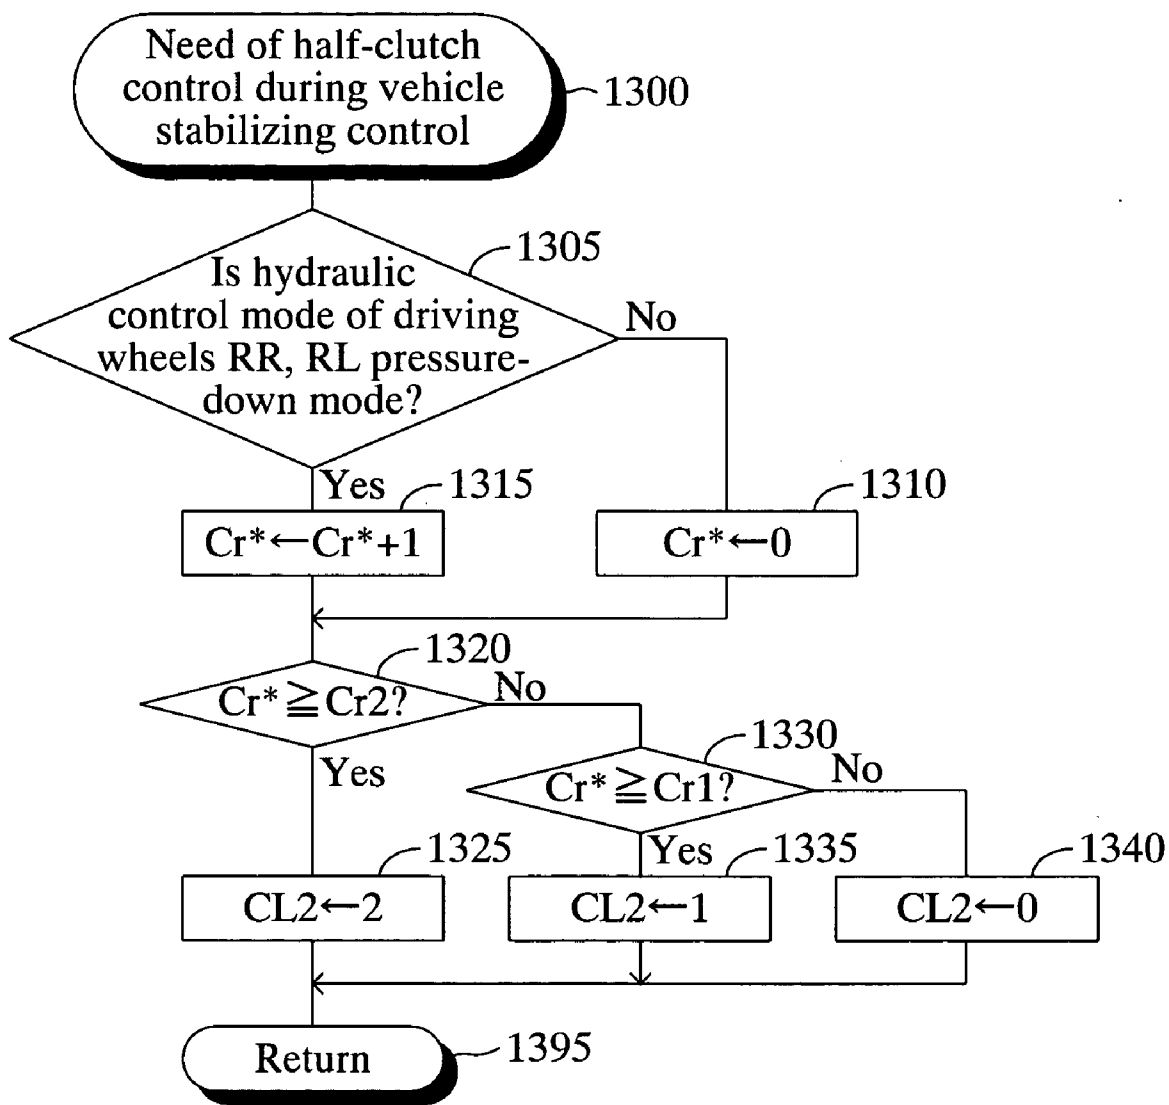 Need of half-clutch
control during vehicle
stabilizing control
1300
1305
Is hydraulic
control mode of driving
wheels RR, RL pressure-
down mode?
No
Yes
1315
1310
Cr*←Cr*+1
Cr*←0
1320
Cr*≧Cr2?
No
Yes
1330
Cr*≧Cr1?
No
Yes
1325
1335
1340
CL2←2
CL2←1
CL2←0
Return
1395